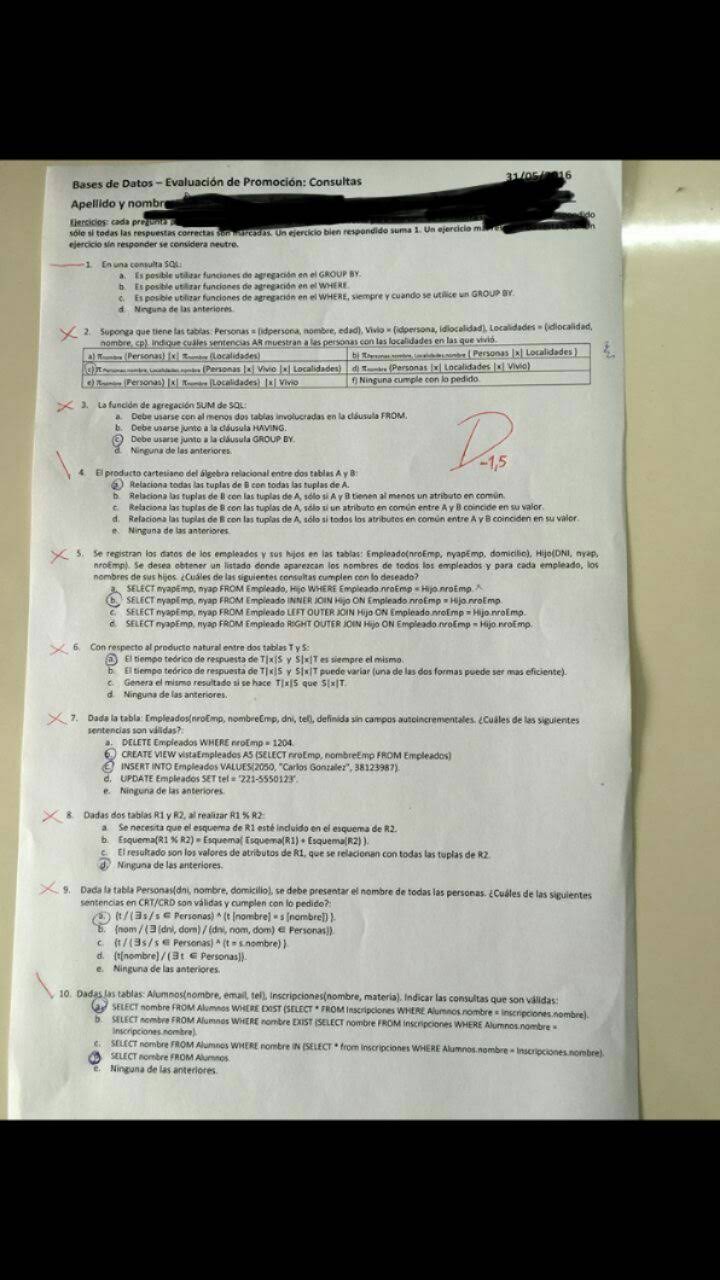 Bases de Datos – Evaluación de Promoción: Consultas
31/05/2016
Apellido y nombre
Ejercicios: cada pregunta
sólo si todas las respuestas correctas son marcadas. Un ejercicio bien respondido suma 1. Un ejercicio
ejercicio sin responder se considera neutro.
1. En una consulta SQL:
a. Es posible utilizar funciones de agregación en el GROUP BY.
b. Es posible utilizar funciones de agregación en el WHERE.
c. Es posible utilizar funciones de agregación en el WHERE, siempre y cuando se utilice un GROUP BY.
d. Ninguna de las anteriores.
2. Suponga que tiene las tablas: Personas = (idpersona, nombre, edad), Vivio = (idpersona, idlocalidad), Localidades = (idlocalidad,
nombre, cp). Indique cuáles sentencias AR muestran a las personas con las localidades en las que vivió.
a) πnombre (Personas) |x| πnombre (Localidades)
b) πPersonas.nombre, Localidades.nombre ( Personas |x| Localidades )
c) π Personas.nombre, Localidades.nombre (Personas |x| Vivio |x| Localidades)
d) πnombre (Personas |x| Localidades |x| Vivio)
e) πnombre (Personas) |x| πnombre (Localidades) |x| Vivio
f) Ninguna cumple con lo pedido.
3. La función de agregación SUM de SQL:
a. Debe usarse con al menos dos tablas involucradas en la cláusula FROM.
b. Debe usarse junto a la cláusula HAVING.
c. Debe usarse junto a la cláusula GROUP BY.
d. Ninguna de las anteriores.
D -1,5
4. El producto cartesiano del álgebra relacional entre dos tablas A y B:
a. Relaciona todas las tuplas de B con todas las tuplas de A.
b. Relaciona las tuplas de B con las tuplas de A, sólo si A y B tienen al menos un atributo en común.
c. Relaciona las tuplas de B con las tuplas de A, sólo si un atributo en común entre A y B coincide en su valor.
d. Relaciona las tuplas de B con las tuplas de A, sólo si todos los atributos en común entre A y B coinciden en su valor.
e. Ninguna de las anteriores.
5. Se registran los datos de los empleados y sus hijos en las tablas: Empleado(nroEmp, nyapEmp, domicilio), Hijo(DNI, nyap,
nroEmp). Se desea obtener un listado donde aparezcan los nombres de todos los empleados y para cada empleado, los
nombres de sus hijos. ¿Cuáles de las siguientes consultas cumplen con lo deseado?
a. SELECT nyapEmp, nyap FROM Empleado, Hijo WHERE Empleado.nroEmp = Hijo.nroEmp.
b. SELECT nyapEmp, nyap FROM Empleado INNER JOIN Hijo ON Empleado.nroEmp = Hijo.nroEmp.
c. SELECT nyapEmp, nyap FROM Empleado LEFT OUTER JOIN Hijo ON Empleado.nroEmp = Hijo.nroEmp.
d. SELECT nyapEmp, nyap FROM Empleado RIGHT OUTER JOIN Hijo ON Empleado.nroEmp = Hijo.nroEmp.
6. Con respecto al producto natural entre dos tablas T y S:
a. El tiempo teórico de respuesta de T|x|S y S|x|T es siempre el mismo.
b. El tiempo teórico de respuesta de T|x|S y S|x|T puede variar (una de las dos formas puede ser mas eficiente).
c. Genera el mismo resultado si se hace T|x|S que S|x|T.
d. Ninguna de las anteriores.
7. Dada la tabla: Empleados(nroEmp, nombreEmp, dni, tel), definida sin campos autoincrementales. ¿Cuáles de las siguientes
sentencias son válidas?:
a. DELETE Empleados WHERE nroEmp = 1204.
b. CREATE VIEW vistaEmpleados AS (SELECT nroEmp, nombreEmp FROM Empleados)
c. INSERT INTO Empleados VALUES(2050, "Carlos Gonzalez", 38123987).
d. UPDATE Empleados SET tel = '221-5550123'.
e. Ninguna de las anteriores.
8. Dadas dos tablas R1 y R2, al realizar R1 % R2:
a. Se necesita que el esquema de R1 esté incluido en el esquema de R2.
b. Esquema(R1 % R2) = Esquema( Esquema(R1) + Esquema(R2) ).
c. El resultado son los valores de atributos de R1, que se relacionan con todas las tuplas de R2.
d. Ninguna de las anteriores.
9. Dada la tabla Personas(dni, nombre, domicilio), se debe presentar el nombre de todas las personas. ¿Cuáles de las siguientes
sentencias en CRT/CRD son válidas y cumplen con lo pedido?:
a. {t / (∃ s / s ∈ Personas) ^ (t [nombre] = s [nombre]) }.
b. {nom / (∃ (dni, dom) / (dni, nom, dom) ∈ Personas)}.
c. {t / (∃ s / s ∈ Personas) ^ (t = s.nombre) }.
d. {t[nombre] / (∃ t ∈ Personas)}.
e. Ninguna de las anteriores.
10. Dadas las tablas: Alumnos(nombre, email, tel), Inscripciones(nombre, materia). Indicar las consultas que son válidas:
a. SELECT nombre FROM Alumnos WHERE EXIST (SELECT * FROM Inscripciones WHERE Alumnos.nombre = Inscripciones.nombre).
b. SELECT nombre FROM Alumnos WHERE nombre EXIST (SELECT nombre FROM Inscripciones WHERE Alumnos.nombre =
Inscripciones.nombre).
c. SELECT nombre FROM Alumnos WHERE nombre IN (SELECT * from Inscripciones WHERE Alumnos.nombre = Inscripciones.nombre).
d. SELECT nombre FROM Alumnos.
e. Ninguna de las anteriores.